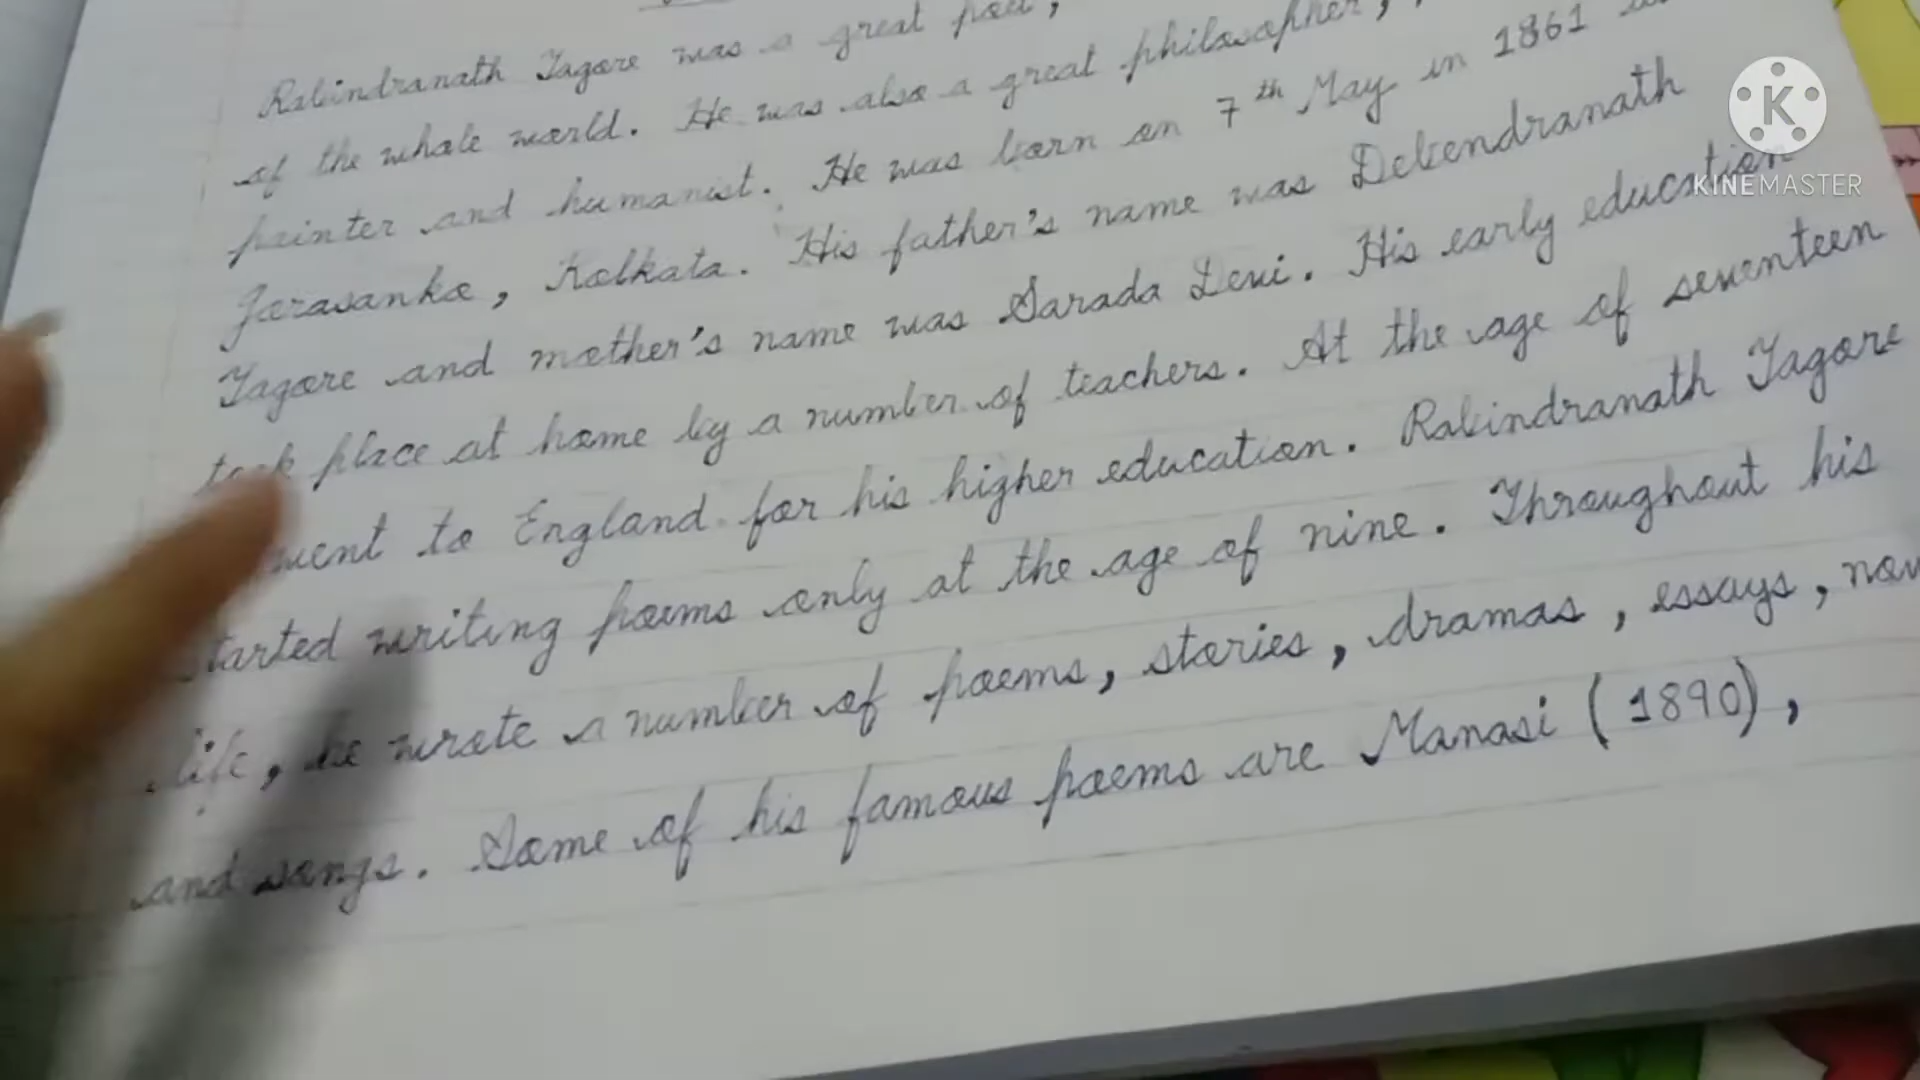 Rabindranath Tagore was a great poet,
of the whole world. He was also a great philosopher,
painter and humanist. He was born on 7th May in 1861
Jorasanko, Kolkata. His father's name was Debendranath
Tagore and mother's name was Sarada Devi. His early education
took place at home by a number of teachers. At the age of seventeen
went to England for his higher education. Rabindranath Tagore
started writing poems only at the age of nine. Throughout his
life, he wrote a number of poems, stories, dramas, essays,
and songs. Some of his famous poems are Manasi (1890),
K
KINEMASTER